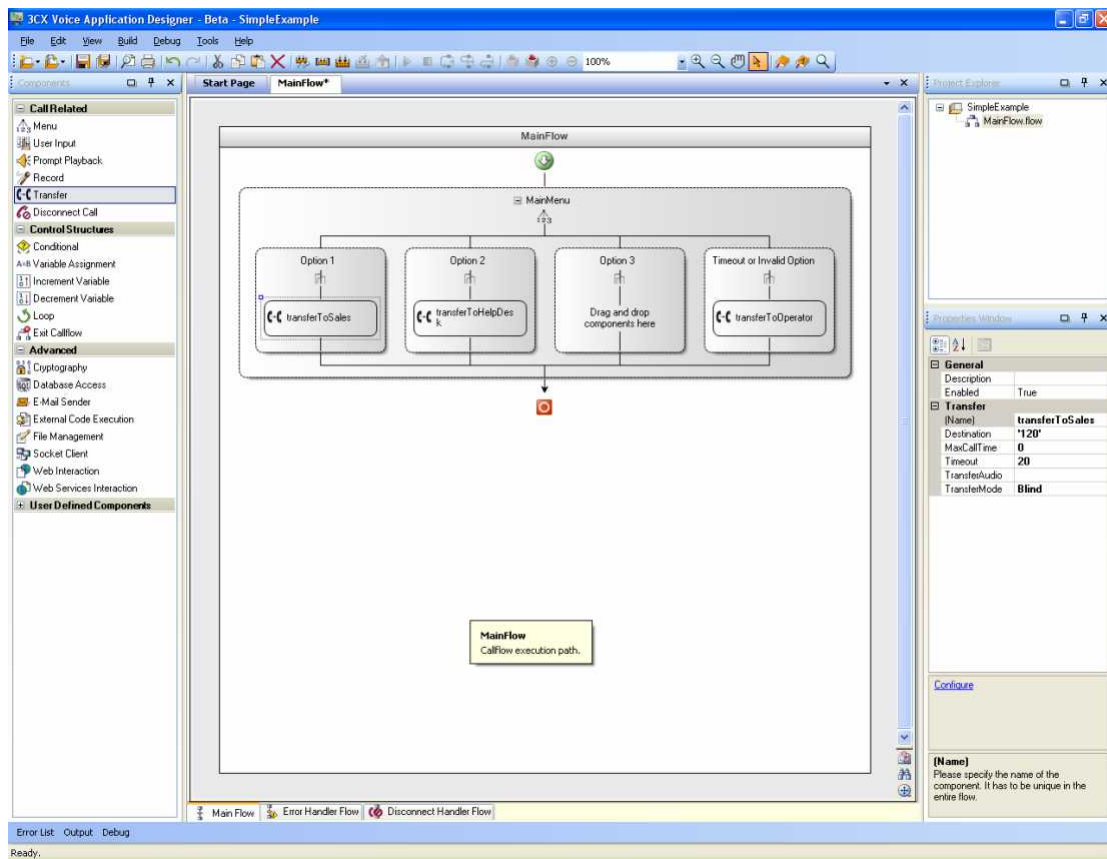 3CX Voice Application Designer - Beta - SimpleExample
File Edit View Build Debug Tools Help
100%
Components
Start Page MainFlow*
Project Explorer
Call Related
Menu
User Input
Prompt Playback
Record
Transfer
Disconnect Call
Control Structures
Conditional
A=B Variable Assignment
Increment Variable
Decrement Variable
Loop
Exit Callflow
Advanced
Cryptography
Database Access
E-Mail Sender
External Code Execution
File Management
Socket Client
Web Interaction
Web Services Interaction
User Defined Components
MainFlow
MainMenu
123
Option 1
transferToSales
Option 2
transferToHelpDes
k
Option 3
Drag and drop
components here
Timeout or Invalid Option
transferToOperator
MainFlow
Callflow execution path.
Main Flow Error Handler Flow Disconnect Handler Flow
SimpleExample
MainFlow.flow
Properties Window
General
Description
Enabled True
Transfer
(Name) transferToSales
Destination '120'
MaxCallTime 0
Timeout 20
TransferAudio
TransferMode Blind
Configure
(Name)
Please specify the name of the
component. It has to be unique in the
entire flow.
Error List Output Debug
Ready.